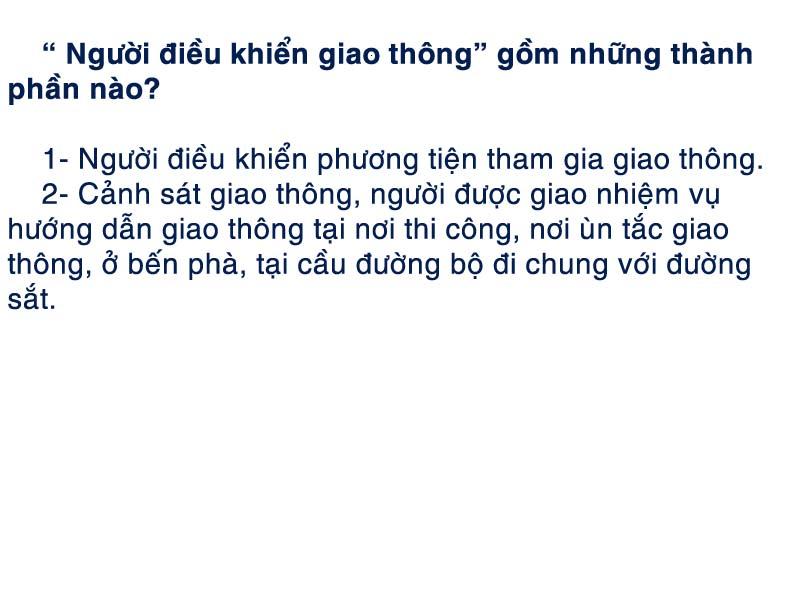 “ Người điều khiển giao thông” gồm những thành
phần nào?
1- Người điều khiển phương tiện tham gia giao thông.
2- Cảnh sát giao thông, người được giao nhiệm vụ
hướng dẫn giao thông tại nơi thi công, nơi ùn tắc giao
thông, ở bến phà, tại cầu đường bộ đi chung với đường
sắt.